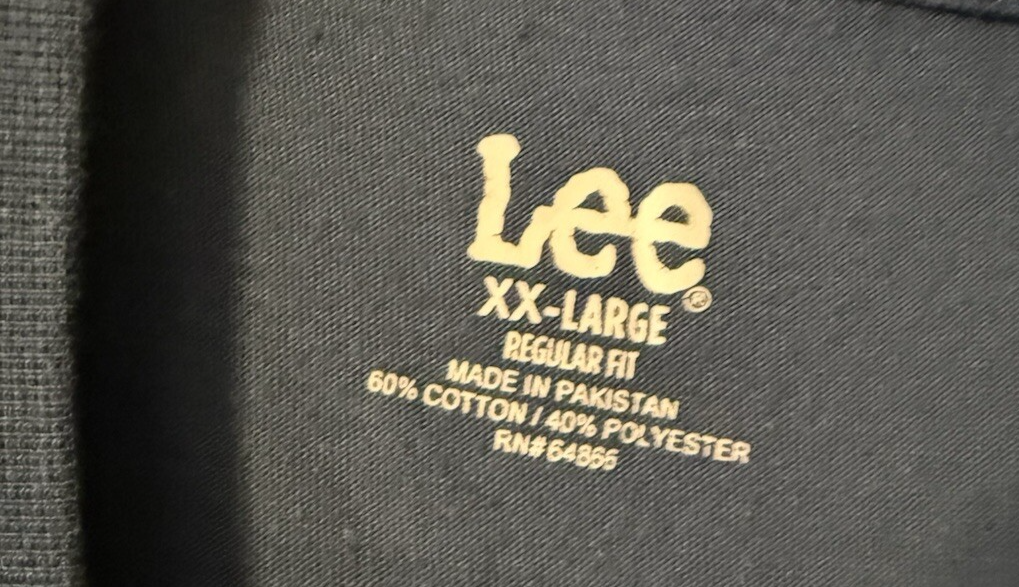 Lee®
XX-LARGE
REGULAR FIT
MADE IN PAKISTAN
60% COTTON / 40% POLYESTER
RN#64866